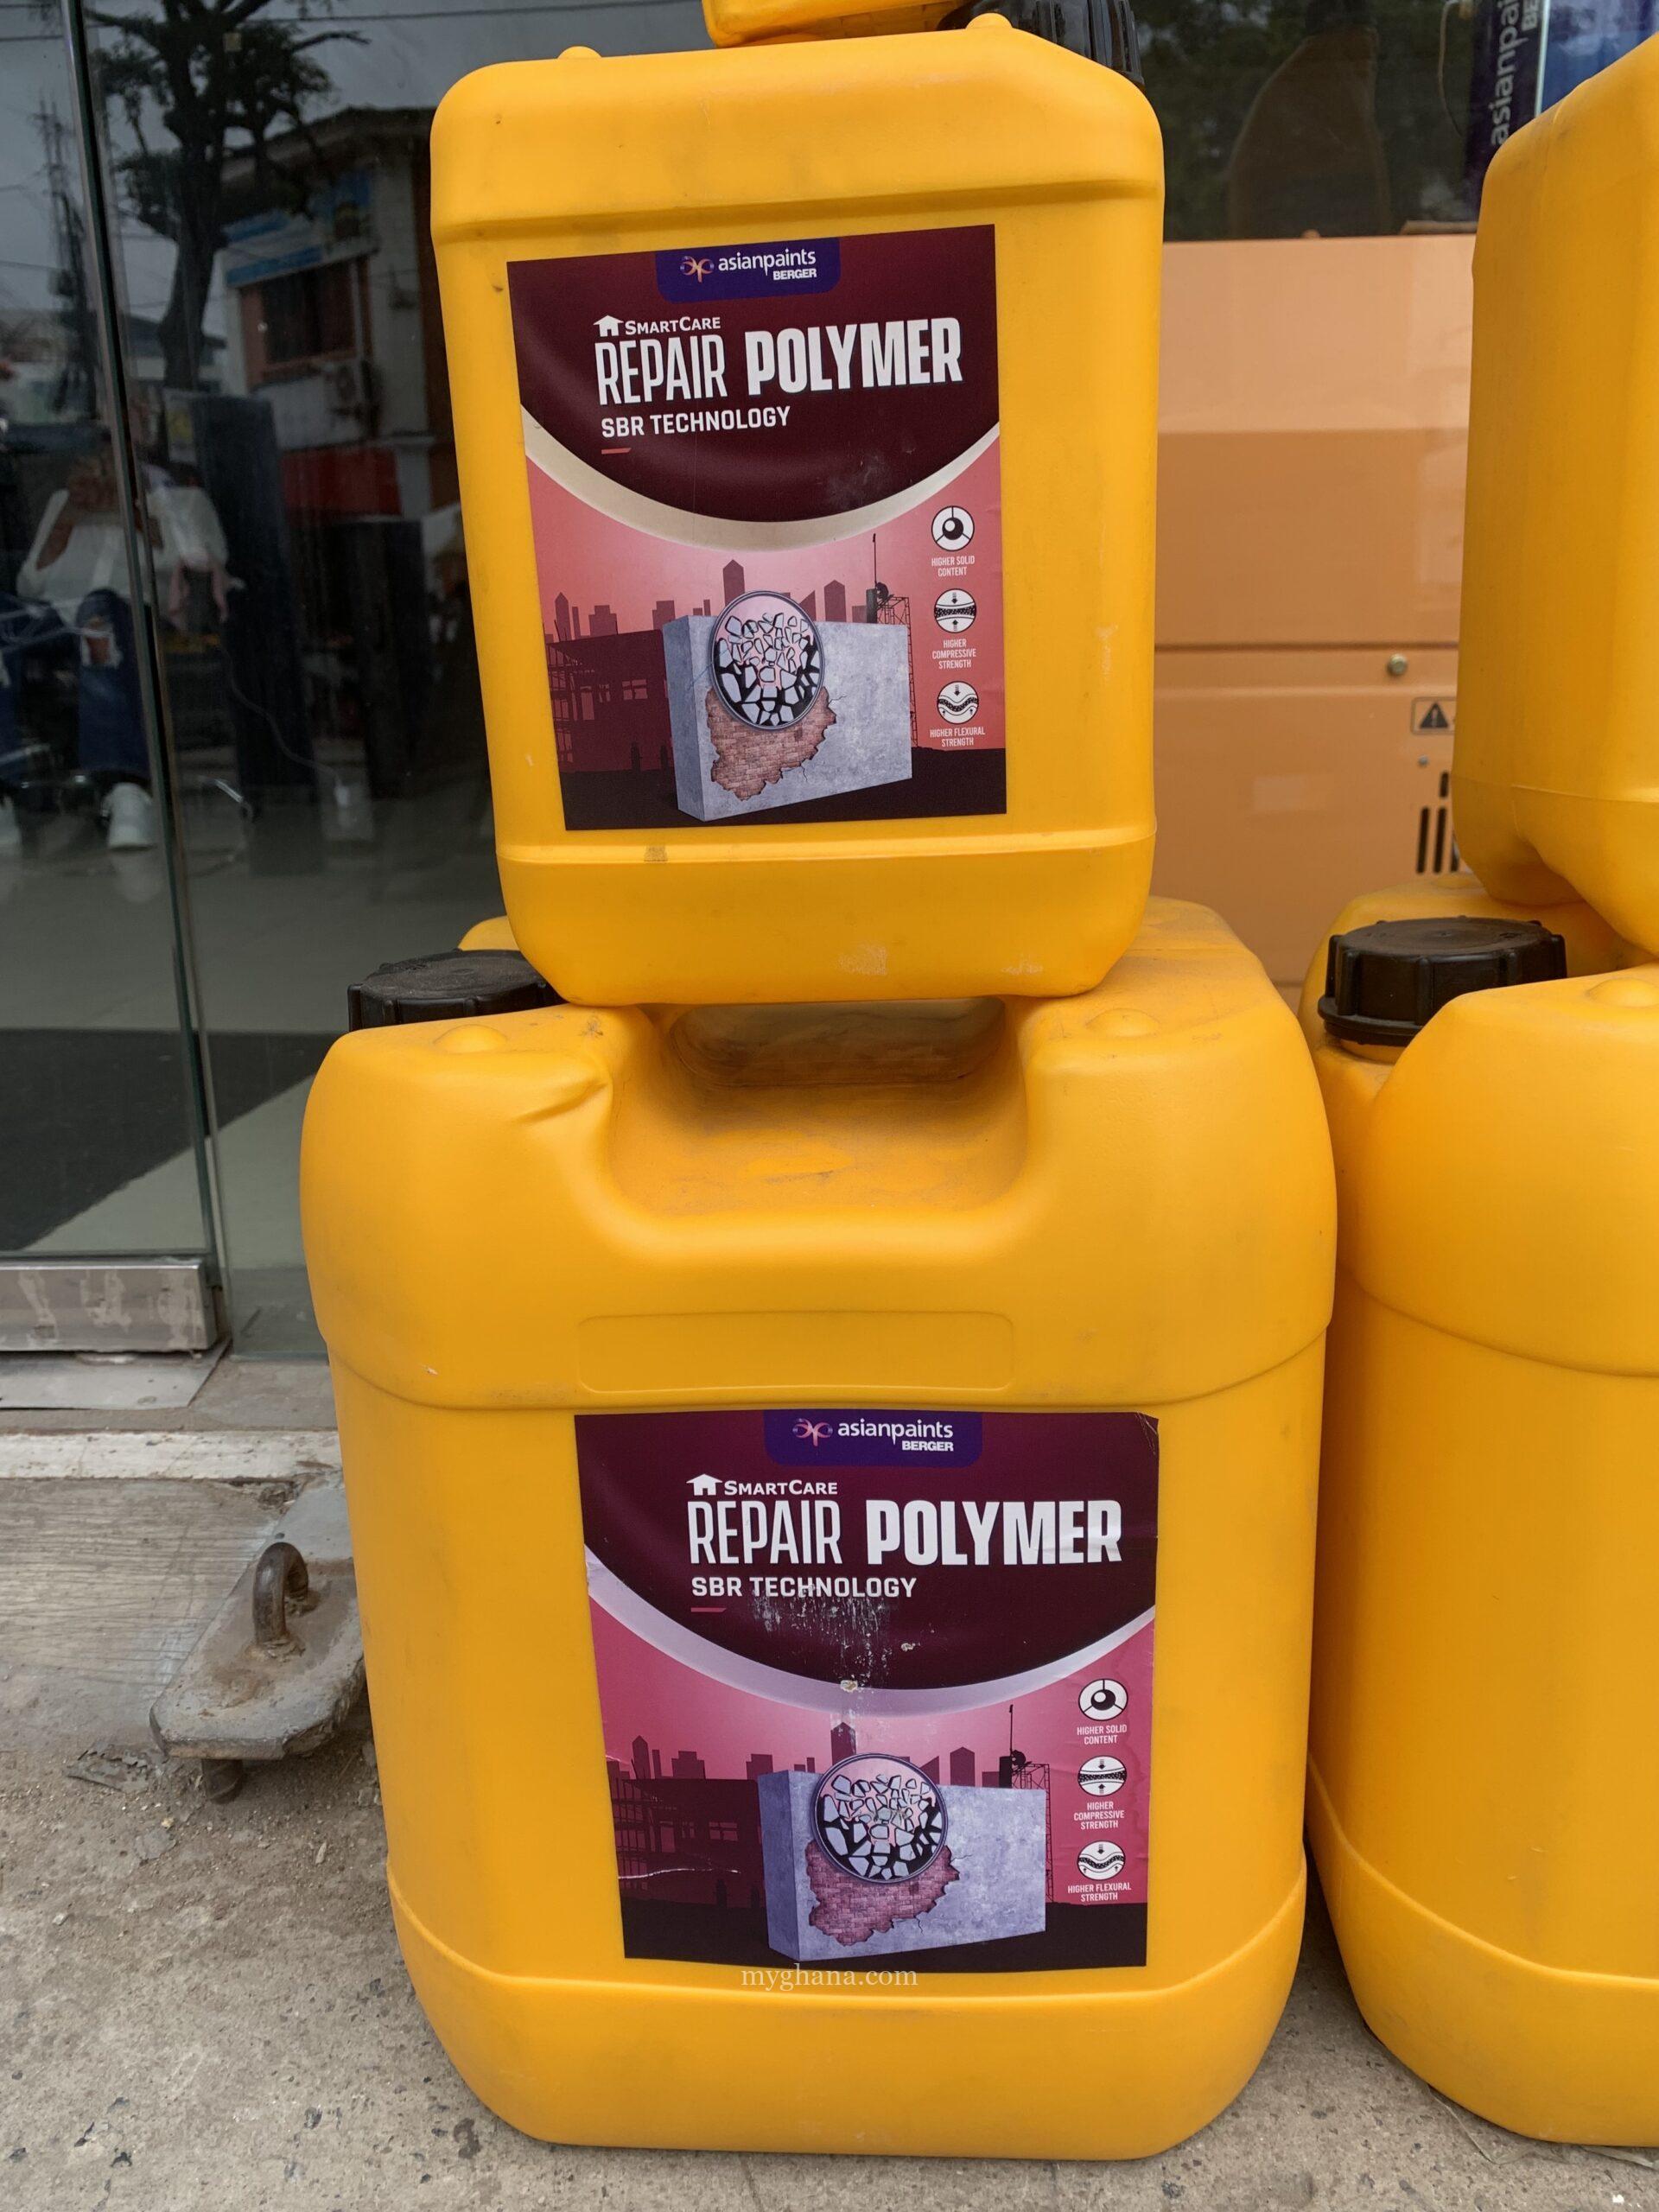 asianpaints
BERGER
SMARTCARE
REPAIR POLYMER
SBR TECHNOLOGY
HIGHER SOLID
CONTENT
HIGHER
COMPRESSIVE
STRENGTH
HIGHER FLEXURAL
STRENGTH
asianpaints
BERGER
SMARTCARE
REPAIR POLYMER
SBR TECHNOLOGY
HIGHER SOLID
CONTENT
HIGHER
COMPRESSIVE
STRENGTH
HIGHER FLEXURAL
STRENGTH
myghana.com